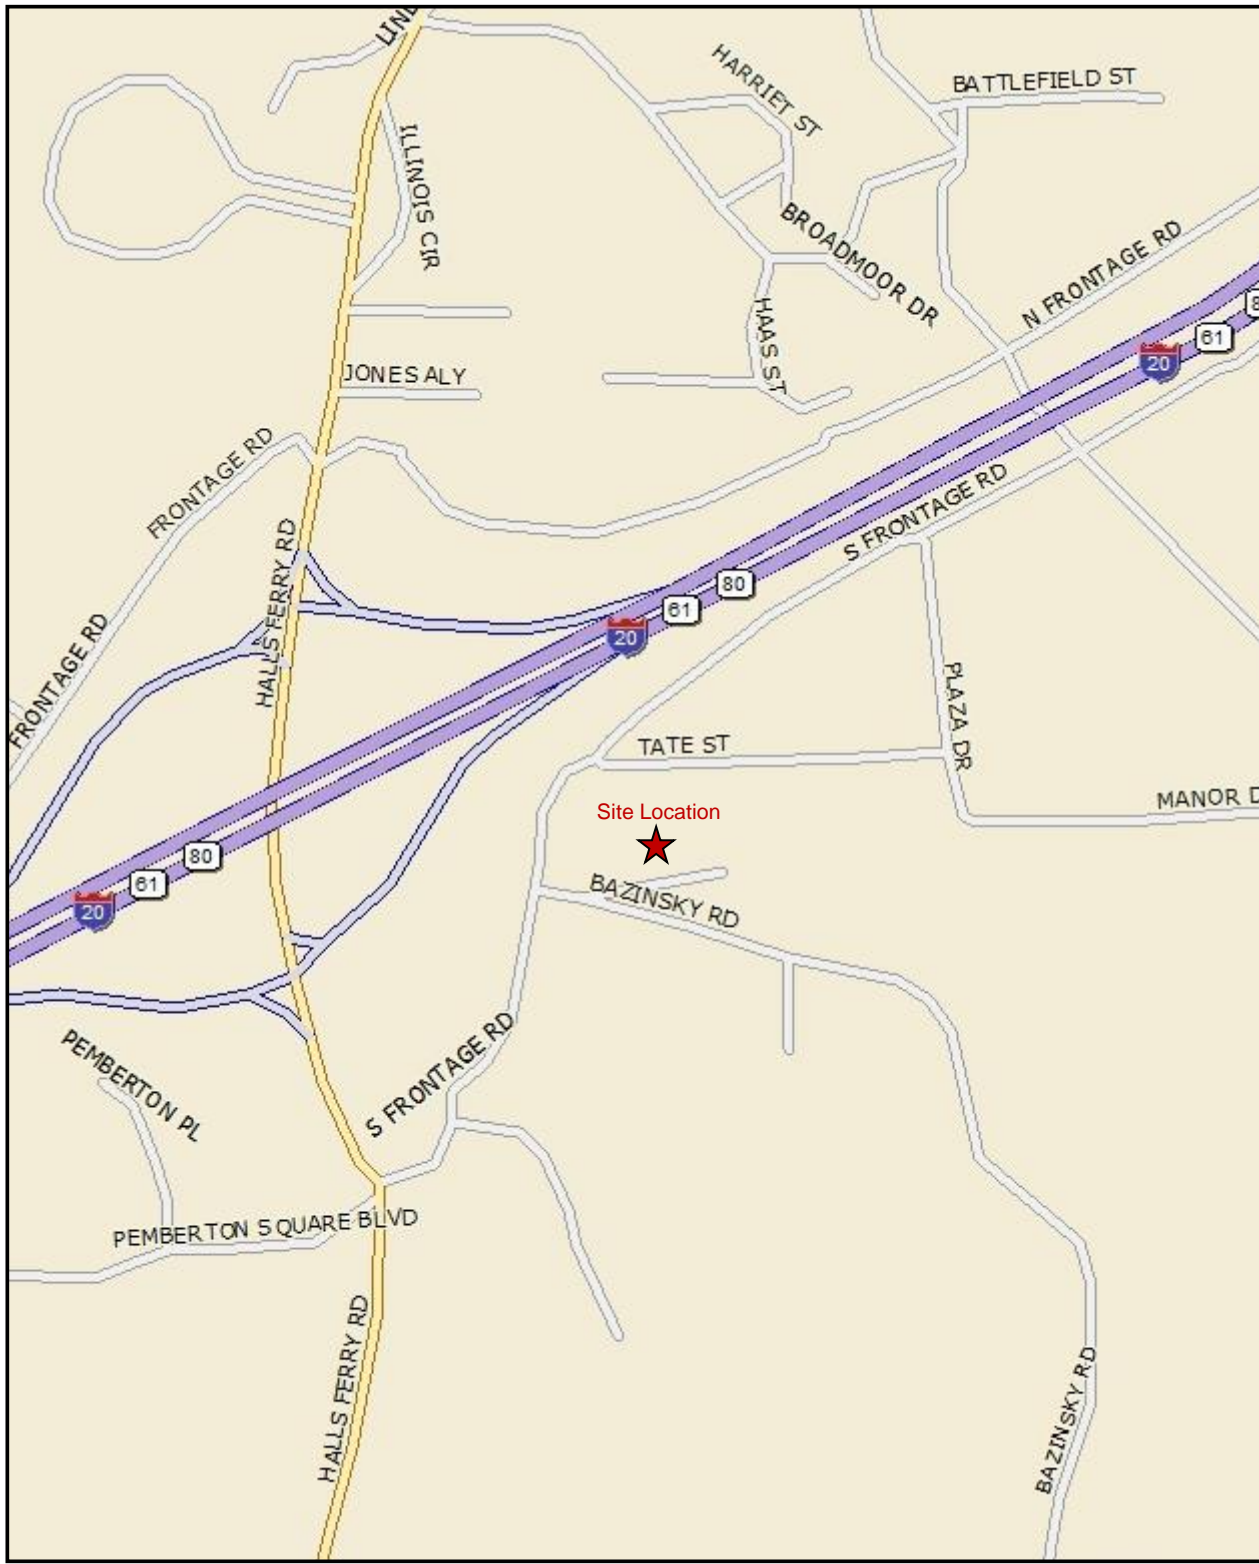 LIND
HARRIET ST
BATTLEFIELD ST
ILLINOIS CIR
BROADMOOR DR
N FRONTAGE RD
HAAS ST
61
20
JONES ALY
FRONTAGE RD
S FRONTAGE RD
HALLS FERRY RD
80
61
20
FRONTAGE RD
PLAZA DR
TATE ST
MANOR D
Site Location
80
61
20
BAZINSKY RD
S FRONTAGE RD
PEMBERTON PL
PEMBERTON SQUARE BLVD
HALLS FERRY RD
BAZINSKY RD